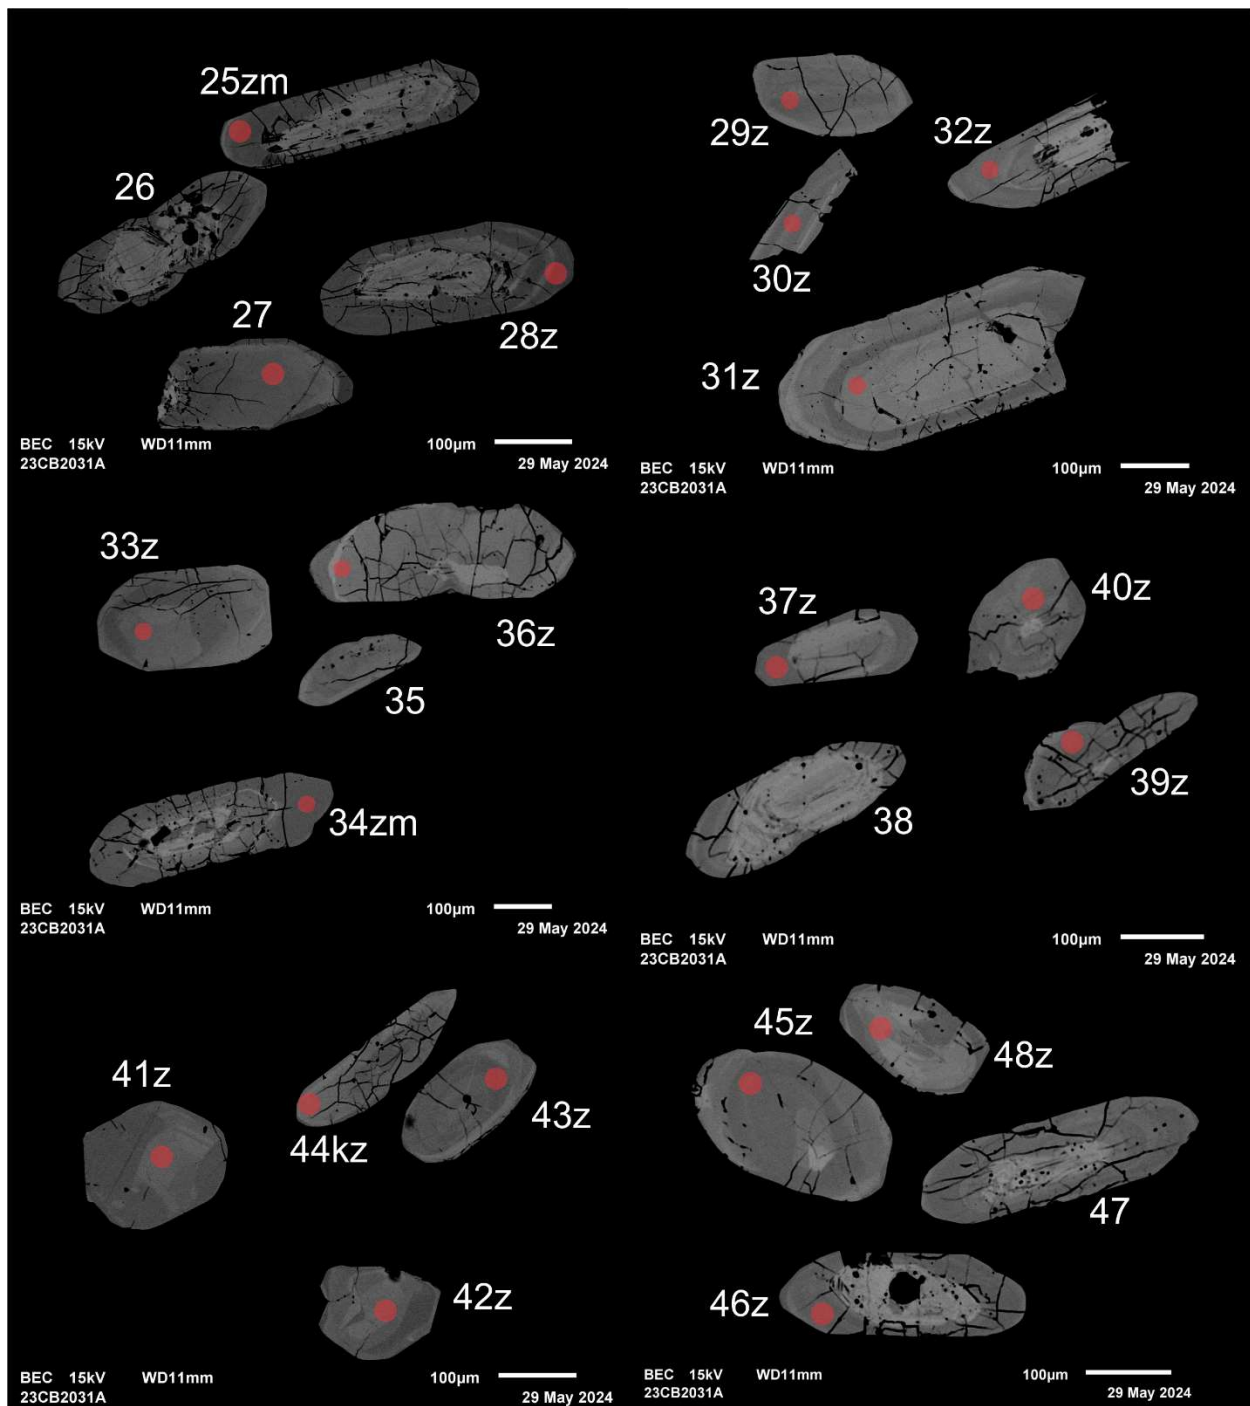 25zm
26
27
28z
BEC 15kV WD11mm 100µm
23CB2031A 29 May 2024
29z
32z
30z
31z
BEC 15kV WD11mm 100µm
23CB2031A 29 May 2024
33z
36z
35
34zm
BEC 15kV WD11mm 100µm
23CB2031A 29 May 2024
37z
40z
39z
38
BEC 15kV WD11mm 100µm
23CB2031A 29 May 2024
41z
44kz
43z
42z
BEC 15kV WD11mm 100µm
23CB2031A 29 May 2024
45z
48z
47
46z
BEC 15kV WD11mm 100µm
23CB2031A 29 May 2024